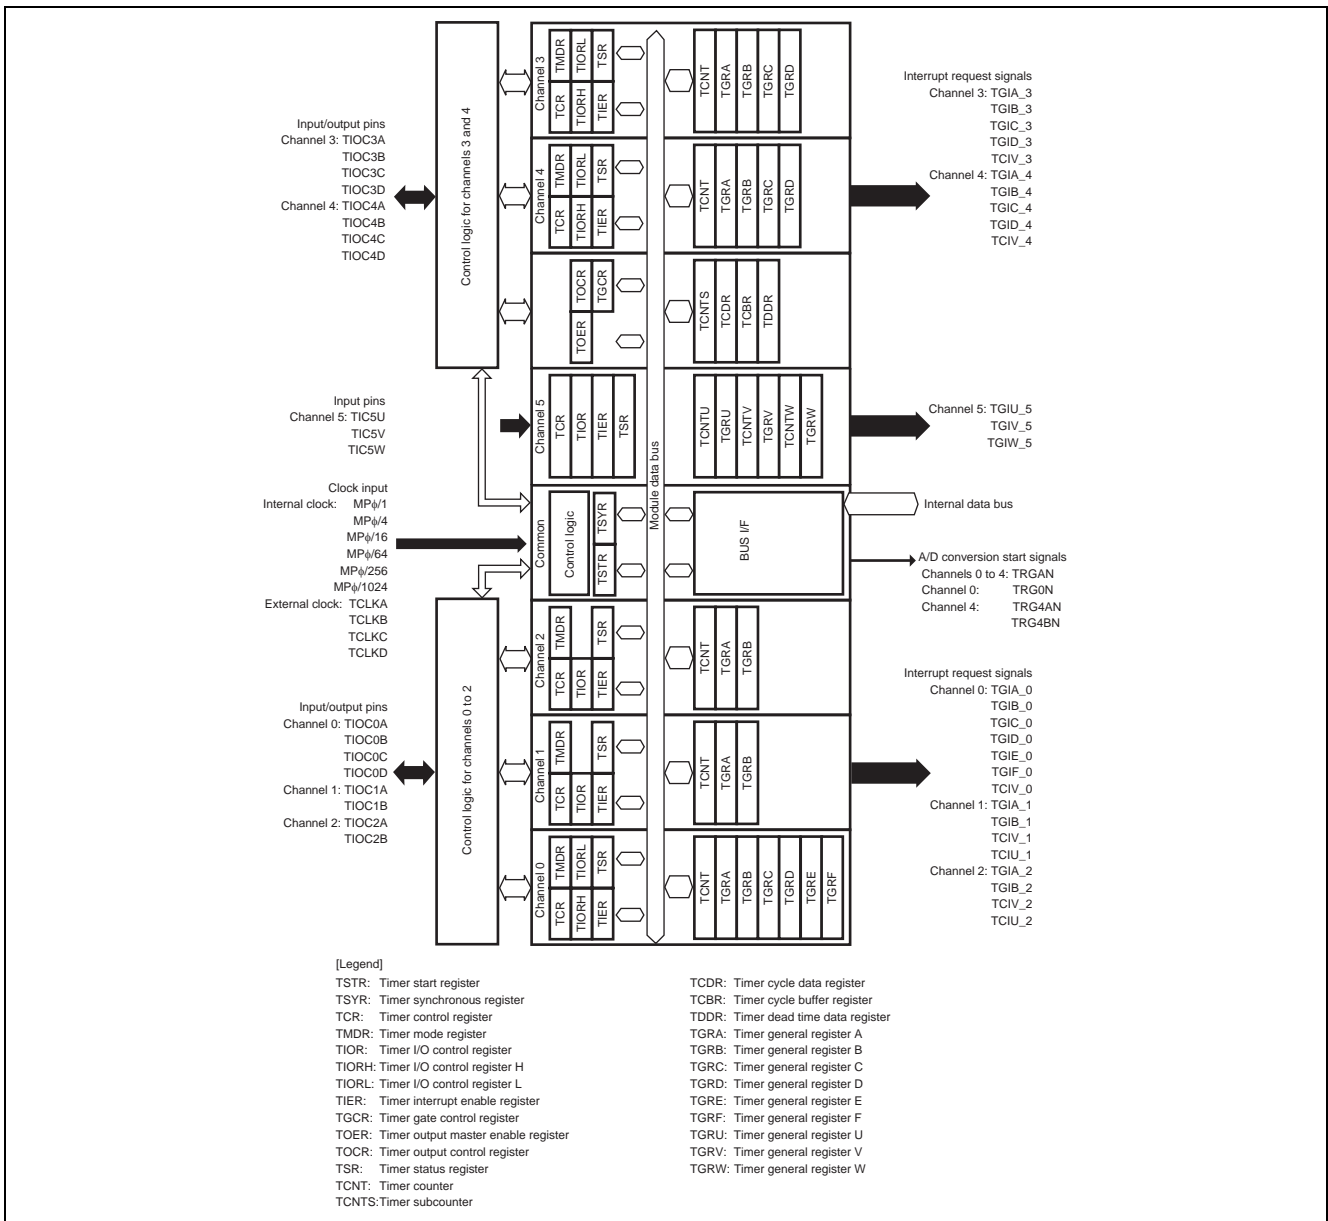 Input/output pins
Channel 3: TIOC3A
TIOC3B
TIOC3C
TIOC3D
Channel 4: TIOC4A
TIOC4B
TIOC4C
TIOC4D
Input pins
Channel 5: TIC5U
TIC5V
TIC5W
Clock input
Internal clock: MPϕ/1
MPϕ/4
MPϕ/16
MPϕ/64
MPϕ/256
MPϕ/1024
External clock: TCLKA
TCLKB
TCLKC
TCLKD
Input/output pins
Channel 0: TIOC0A
TIOC0B
TIOC0C
TIOC0D
Channel 1: TIOC1A
TIOC1B
Channel 2: TIOC2A
TIOC2B
Control logic for channels 3 and 4
Control logic for channels 0 to 2
Channel 3
TCR
TMDR
TIORH
TIORL
TIER
TSR
TCNT
TGRA
TGRB
TGRC
TGRD
Channel 4
TCR
TMDR
TIORH
TIORL
TIER
TSR
TCNT
TGRA
TGRB
TGRC
TGRD
TOER
TOCR
TGCR
TCNTS
TCDR
TCBR
TDDR
Channel 5
TCR
TIOR
TIER
TSR
TCNTU
TGRU
TCNTV
TGRV
TCNTW
TGRW
Common
Control logic
TSTR
TSYR
BUS I/F
Module data bus
Channel 2
TCR
TMDR
TIOR
TIER
TSR
TCNT
TGRA
TGRB
Channel 1
TCR
TMDR
TIOR
TIER
TSR
TCNT
TGRA
TGRB
Channel 0
TCR
TMDR
TIORH
TIORL
TIER
TSR
TCNT
TGRA
TGRB
TGRC
TGRD
TGRE
TGRF
Interrupt request signals
Channel 3: TGIA_3
TGIB_3
TGIC_3
TGID_3
TCIV_3
Channel 4: TGIA_4
TGIB_4
TGIC_4
TGID_4
TCIV_4
Channel 5: TGIU_5
TGIV_5
TGIW_5
Internal data bus
A/D conversion start signals
Channels 0 to 4: TRGAN
Channel 0: TRG0N
Channel 4: TRG4AN
TRG4BN
Interrupt request signals
Channel 0: TGIA_0
TGIB_0
TGIC_0
TGID_0
TGIE_0
TGIF_0
TCIV_0
Channel 1: TGIA_1
TGIB_1
TCIV_1
TCIU_1
Channel 2: TGIA_2
TGIB_2
TCIV_2
TCIU_2
[Legend]
TSTR: Timer start register
TSYR: Timer synchronous register
TCR: Timer control register
TMDR: Timer mode register
TIOR: Timer I/O control register
TIORH: Timer I/O control register H
TIORL: Timer I/O control register L
TIER: Timer interrupt enable register
TGCR: Timer gate control register
TOER: Timer output master enable register
TOCR: Timer output control register
TSR: Timer status register
TCNT: Timer counter
TCNTS:Timer subcounter
TCDR: Timer cycle data register
TCBR: Timer cycle buffer register
TDDR: Timer dead time data register
TGRA: Timer general register A
TGRB: Timer general register B
TGRC: Timer general register C
TGRD: Timer general register D
TGRE: Timer general register E
TGRF: Timer general register F
TGRU: Timer general register U
TGRV: Timer general register V
TGRW: Timer general register W